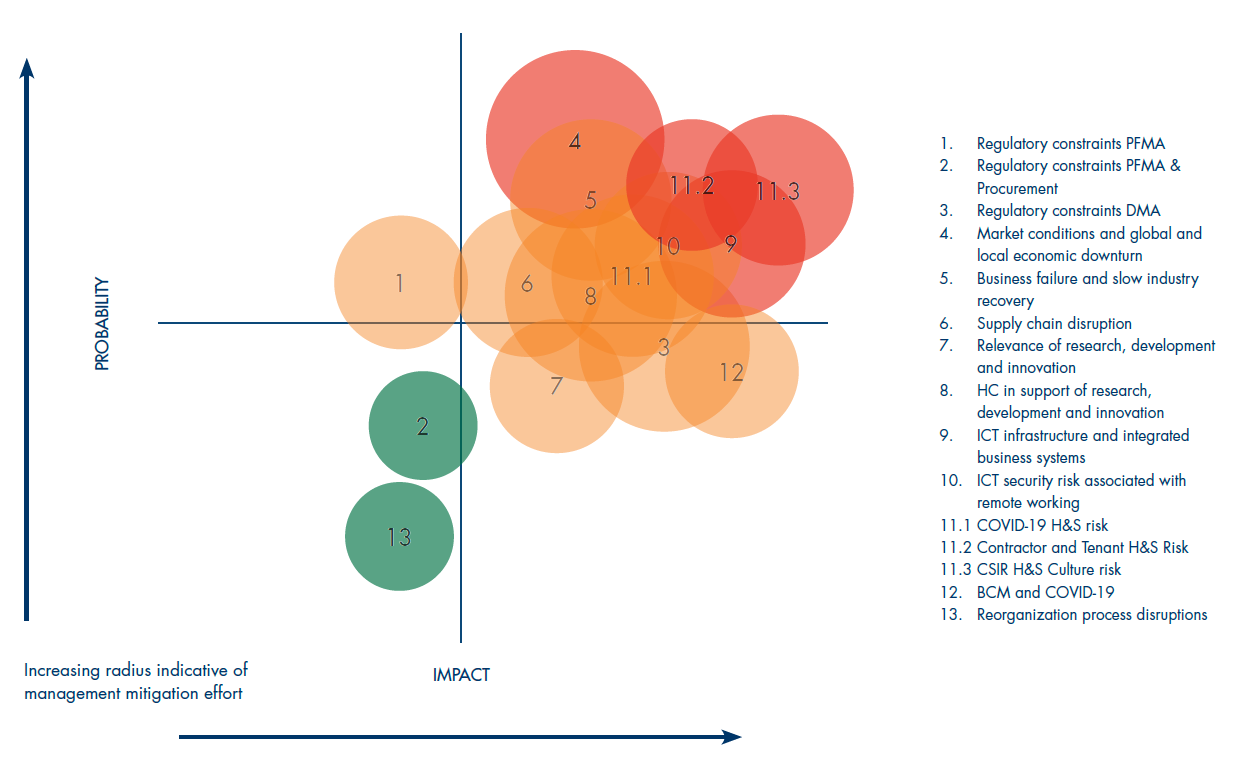 4
5
11.2
11.3
10
9
1
6
8
11.1
3
7
12
2
13
PROBABILITY
Increasing radius indicative of
management mitigation effort
IMPACT
1. Regulatory constraints PFMA
2. Regulatory constraints PFMA &
Procurement
3. Regulatory constraints DMA
4. Market conditions and global and
local economic downturn
5. Business failure and slow industry
recovery
6. Supply chain disruption
7. Relevance of research, development
and innovation
8. HC in support of research,
development and innovation
9. ICT infrastructure and integrated
business systems
10. ICT security risk associated with
remote working
11.1 COVID-19 H&S risk
11.2 Contractor and Tenant H&S Risk
11.3 CSIR H&S Culture risk
12. BCM and COVID-19
13. Reorganization process disruptions